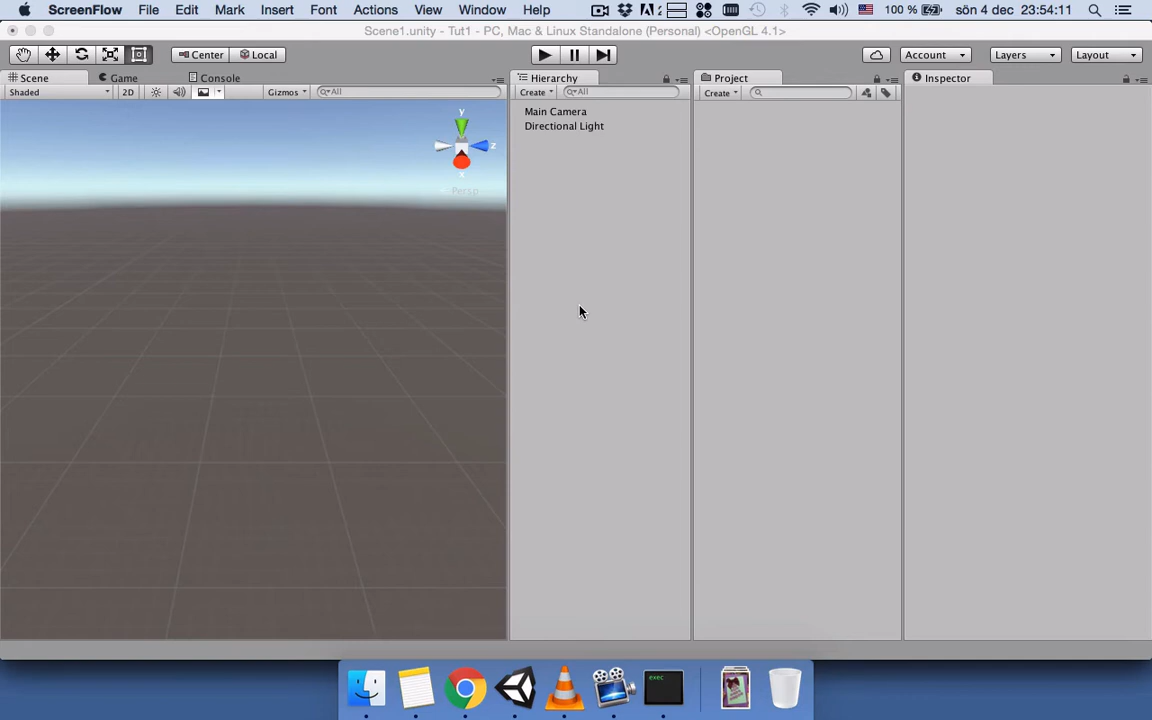 ScreenFlow File Edit Mark Insert Font Actions View Window Help 100 % sön 4 dec 23:54:11
Scene1.unity - Tut1 - PC, Mac & Linux Standalone (Personal) <OpenGL 4.1>
Center Local Account Layers Layout
Scene Game Console Hierarchy Project Inspector
Shaded 2D Gizmos All Create All Create
Main Camera
Directional Light
y
z
x
Persp
exec